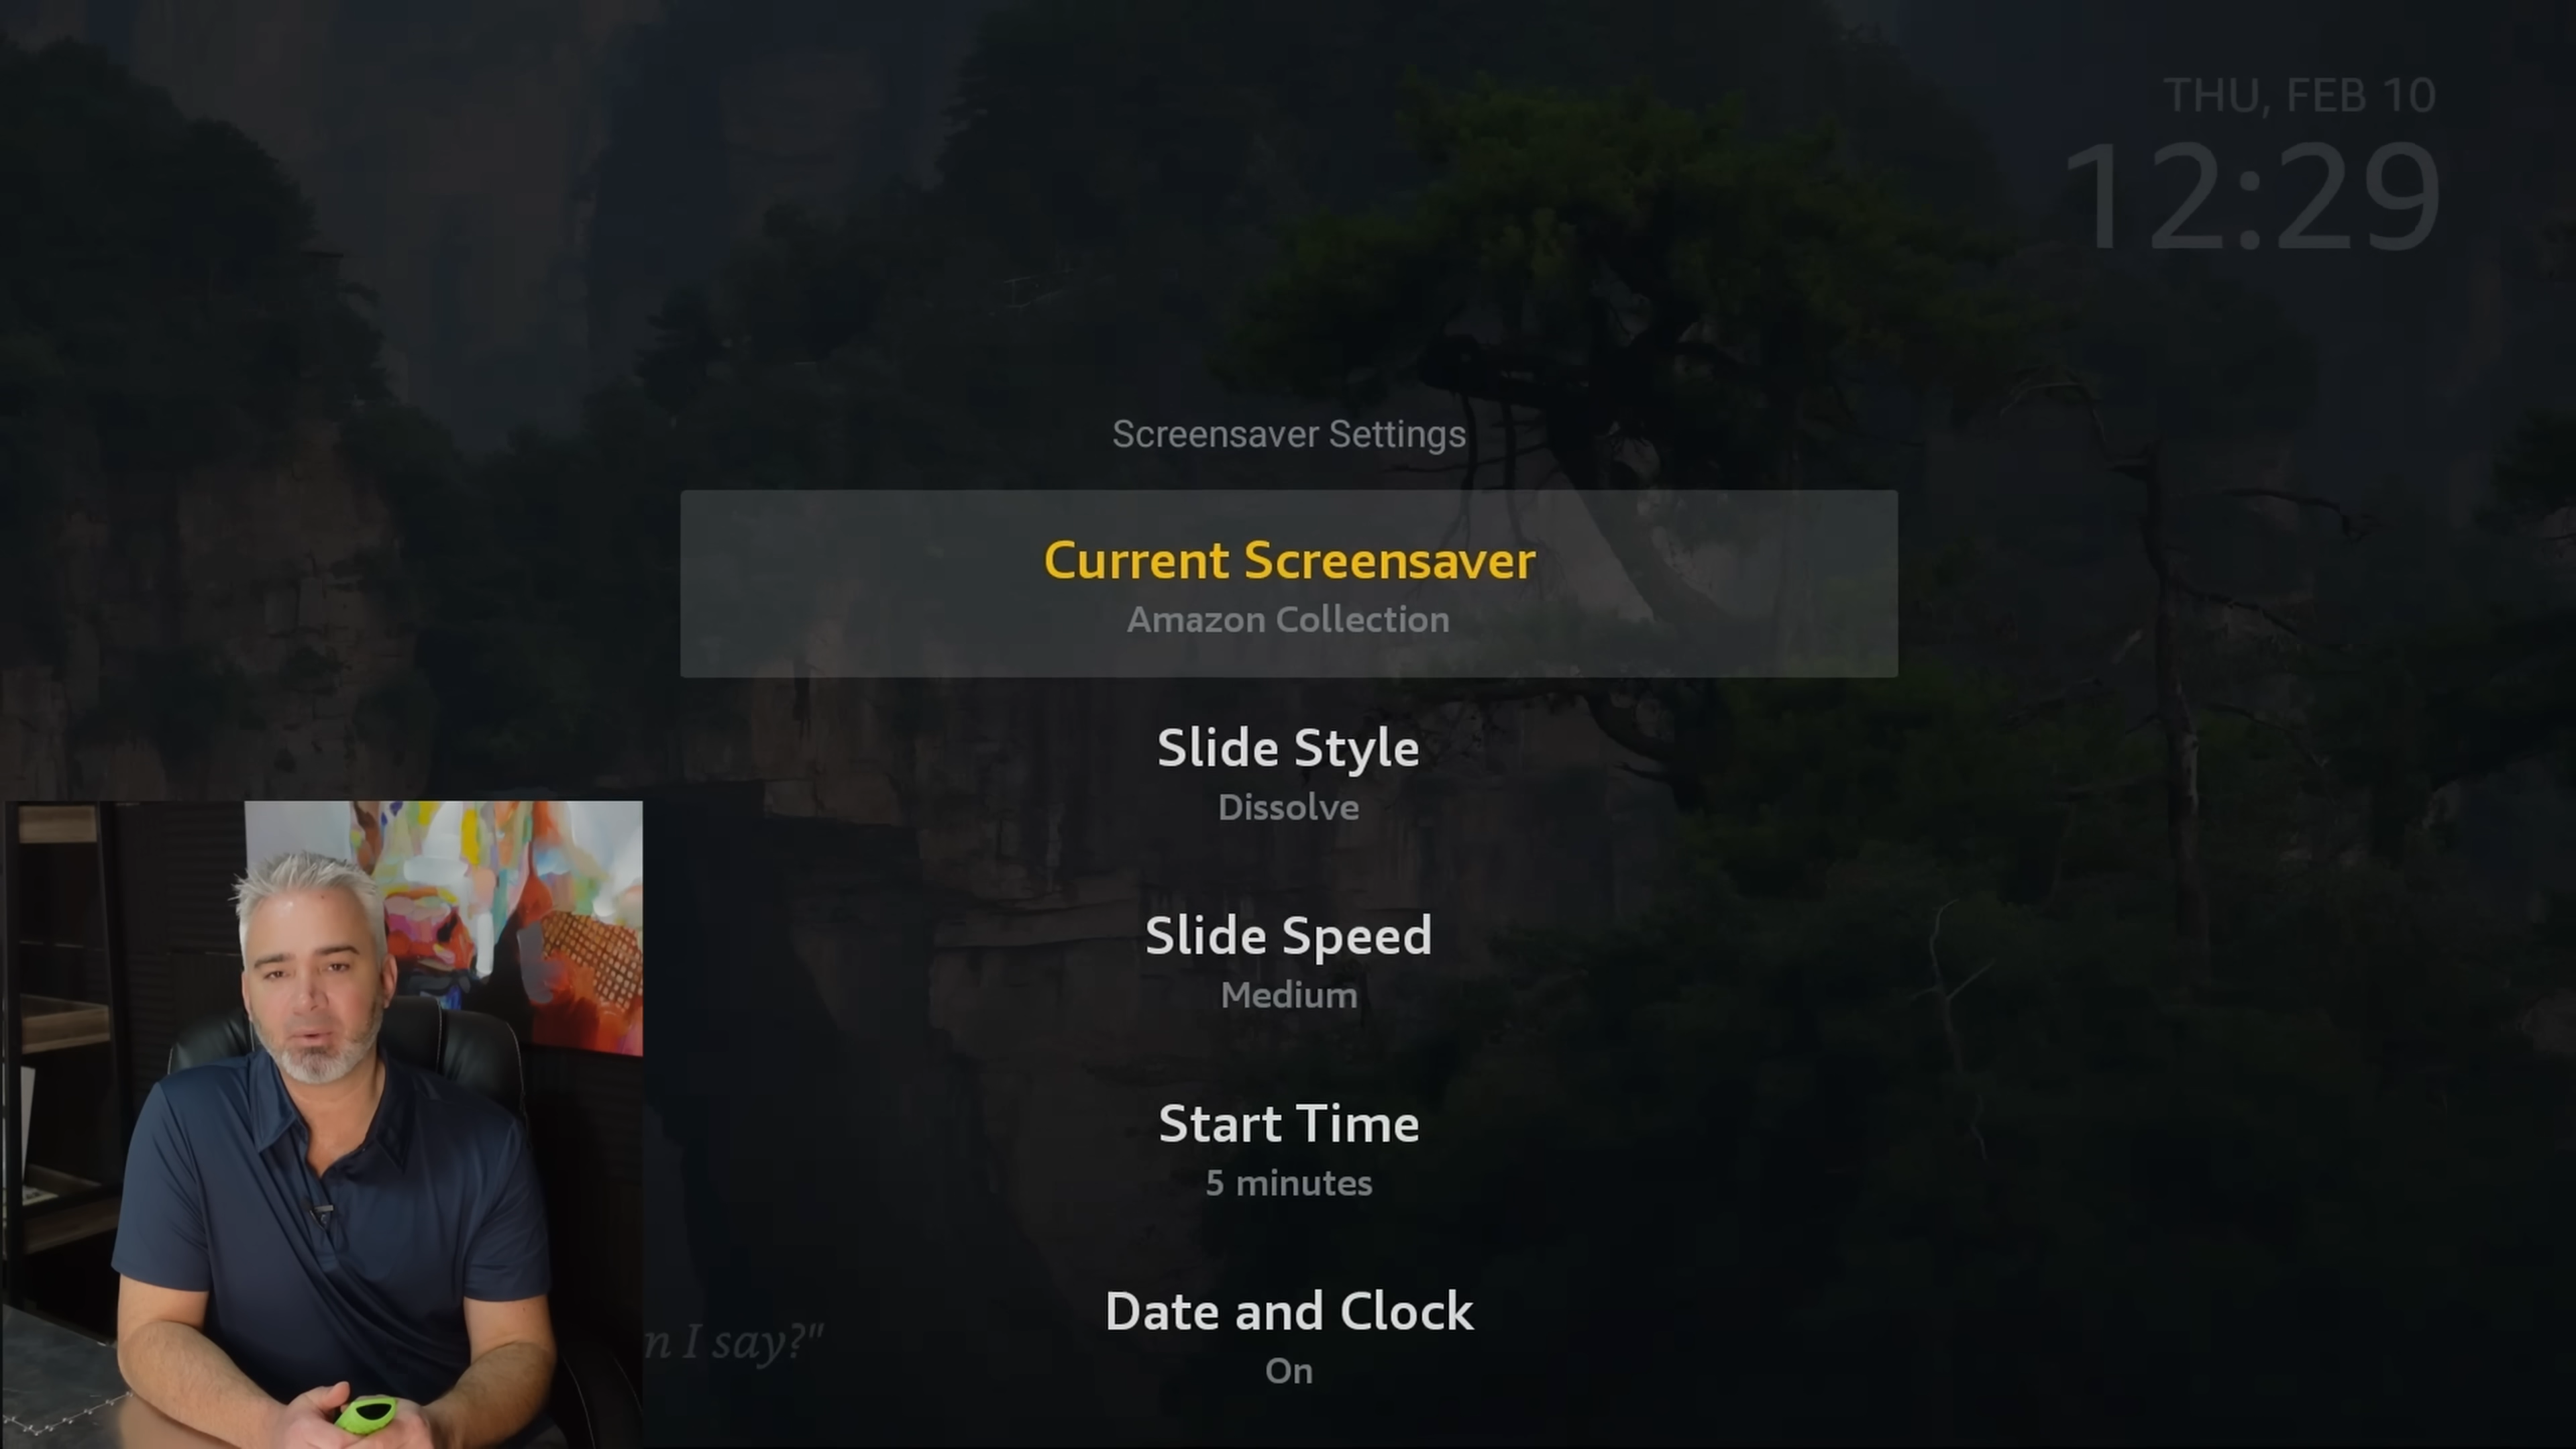 THU, FEB 10
12:29
Screensaver Settings
Current Screensaver
Amazon Collection
Slide Style
Dissolve
Slide Speed
Medium
Start Time
5 minutes
Date and Clock
On
I say?"